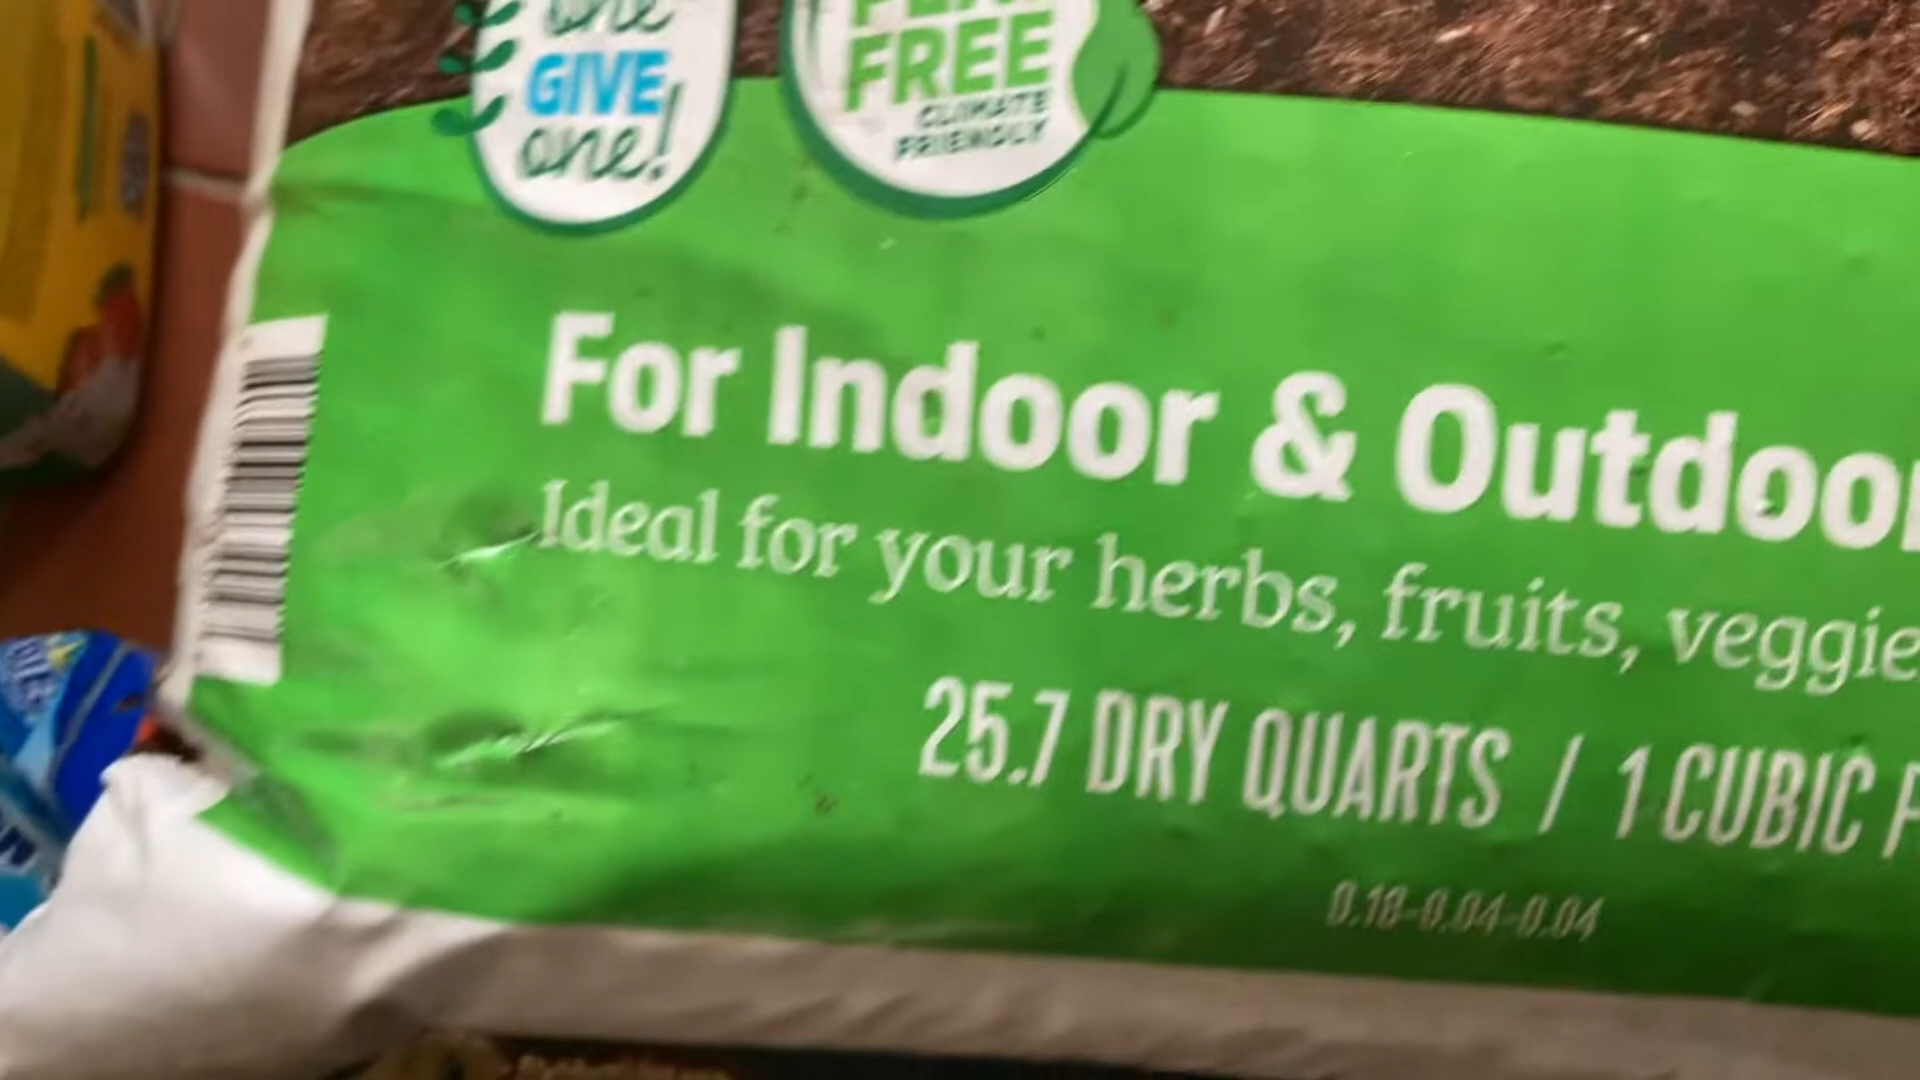 one
GIVE
one!
FREE
CLIMATE
FRIENDLY
For Indoor & Outdoor
Ideal for your herbs, fruits, veggie
25.7 DRY QUARTS / 1 CUBIC F
0.18-0.04-0.04